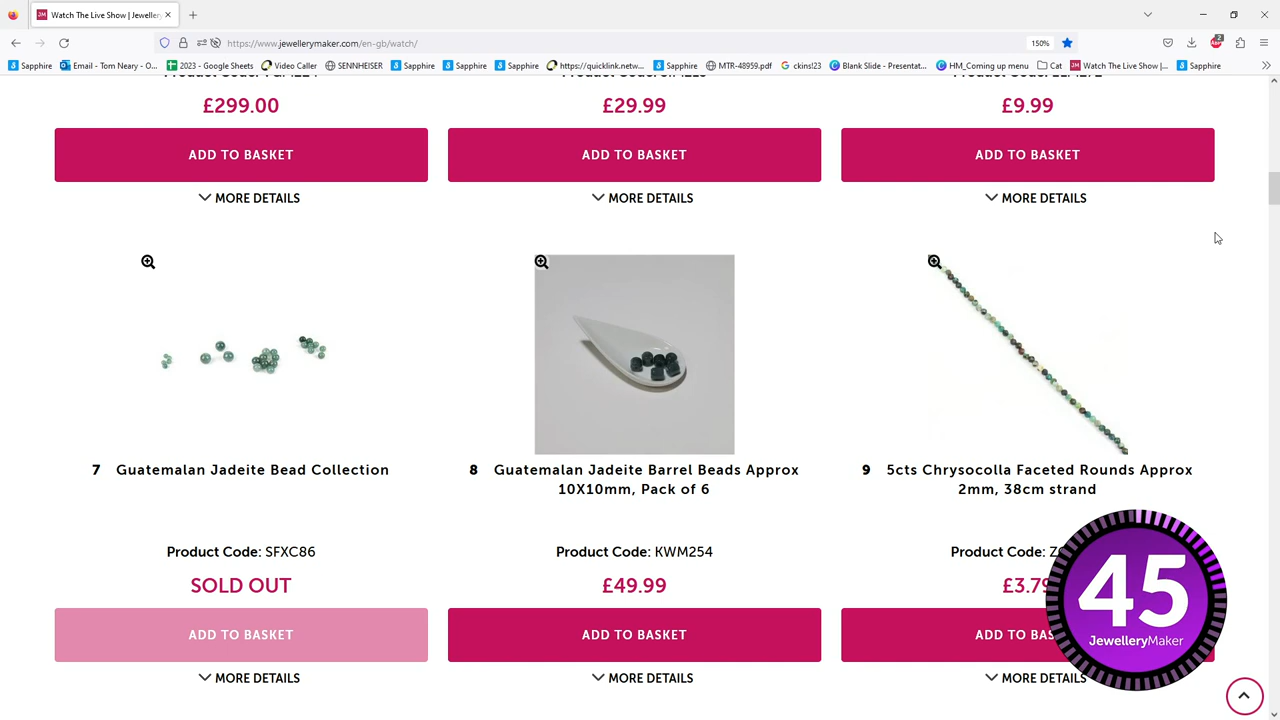 Watch The Live Show | Jeweller
https://www.jewellerymaker.com/en-gb/watch/
150%
2
Sapphire
Email - Tom Neary - O...
2023 - Google Sheets
Video Caller
SENNHEISER
Sapphire
Sapphire
Sapphire
https://quicklink.netw...
Sapphire
MTR-48959.pdf
ckins!23
Blank Slide - Presentat...
HM_Coming up menu
Cat
Watch The Live Show |...
Sapphire
£299.00
£29.99
£9.99
ADD TO BASKET
ADD TO BASKET
ADD TO BASKET
MORE DETAILS
MORE DETAILS
MORE DETAILS
7 Guatemalan Jadeite Bead Collection
8 Guatemalan Jadeite Barrel Beads Approx
10X10mm, Pack of 6
9 5cts Chrysocolla Faceted Rounds Approx
2mm, 38cm strand
Product Code: SFXC86
Product Code: KWM254
Product Code:
SOLD OUT
£49.99
£3.79
ADD TO BASKET
ADD TO BASKET
ADD TO BAS
MORE DETAILS
MORE DETAILS
MORE DETAILS
45
JewelleryMaker